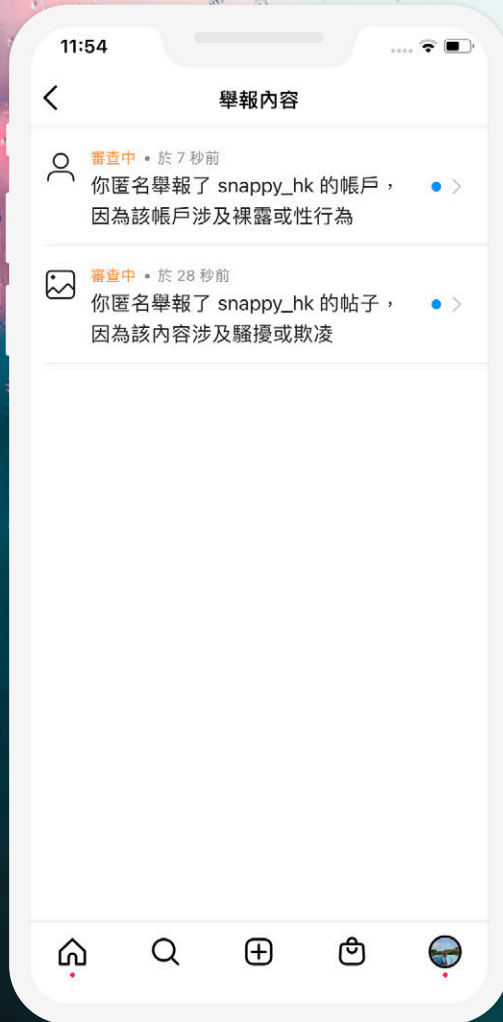 11:54
舉報內容
審查中 • 於 7 秒前
你匿名舉報了 snappy_hk 的帳戶，
因為該帳戶涉及裸露或性行為
審查中 • 於 28 秒前
你匿名舉報了 snappy_hk 的帖子，
因為該內容涉及騷擾或欺凌